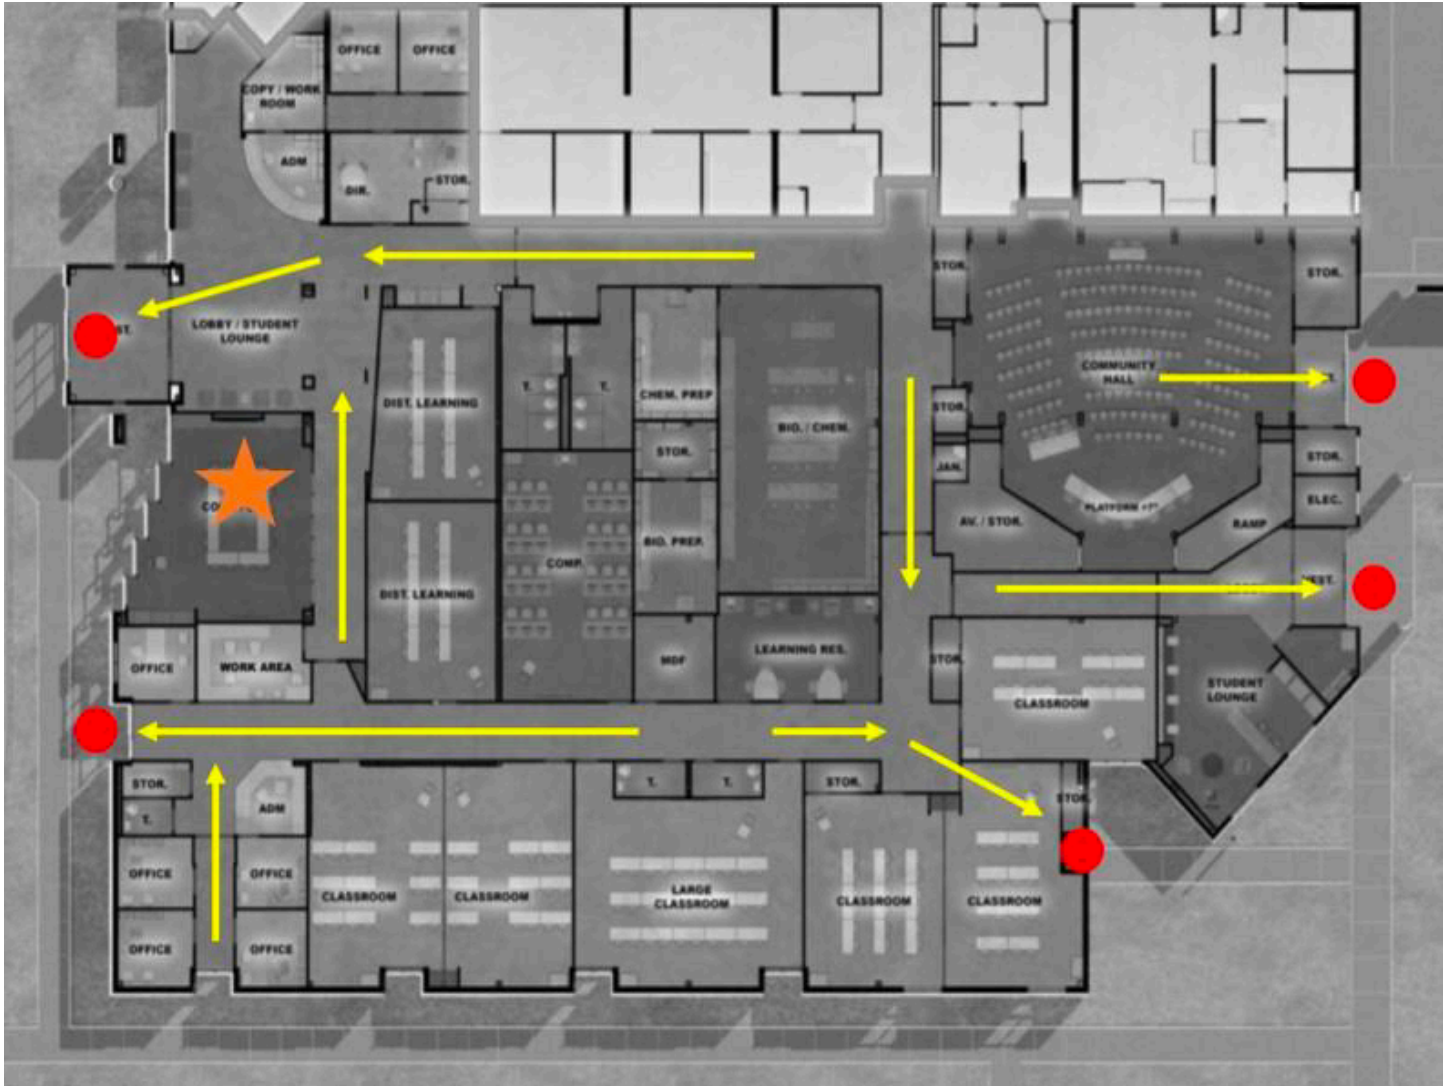 OFFICE
OFFICE
COPY / WORK
ROOM
ADM
DIR.
STOR.
STOR.
STOR.
LOBBY / STUDENT
LOUNGE
DIST. LEARNING
T.
T.
CHEM. PREP
STOR.
BIO. / CHEM.
STOR.
COMMUNITY
HALL
JAN.
STOR.
ELEC.
AV. / STOR.
RAMP
BIO. PREP.
COMP.
DIST. LEARNING
OFFICE
WORK AREA
MDF
LEARNING RES.
STOR.
CLASSROOM
STUDENT
LOUNGE
STOR.
T.
ADM
T.
T.
STOR.
STOR.
OFFICE
OFFICE
CLASSROOM
CLASSROOM
LARGE
CLASSROOM
CLASSROOM
CLASSROOM
OFFICE
OFFICE